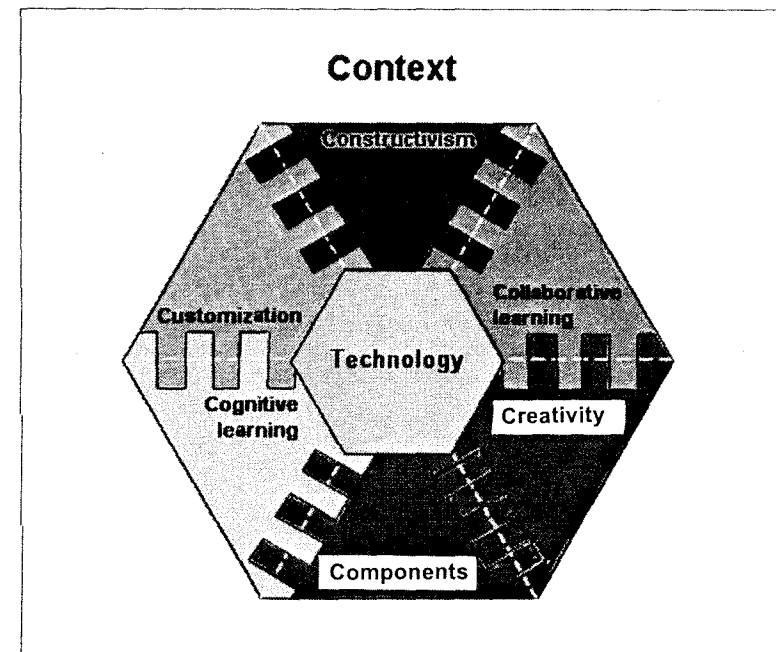 Context
Constructivism
Collaborative
learning
Customization
Technology
Cognitive
learning
Creativity
Components